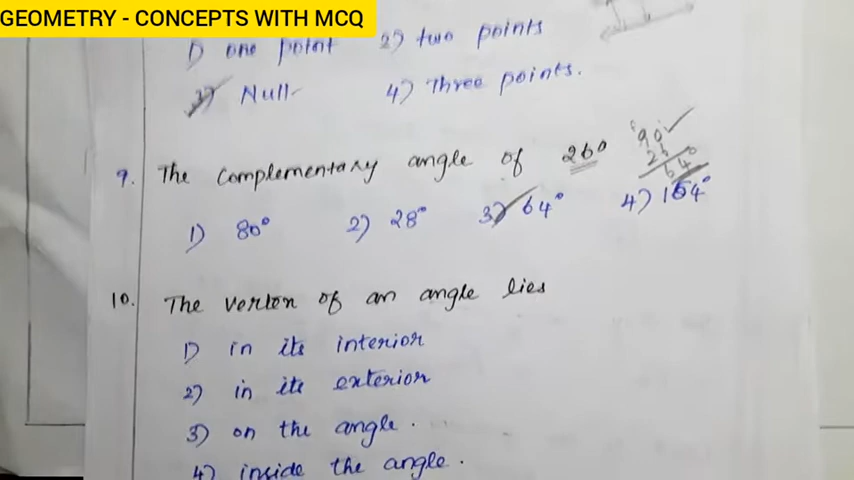 GEOMETRY - CONCEPTS WITH MCQ
1) one point 2) two points
3) Null 4) Three points.
9. The complementary angle of 26°
90
26
64°
1) 80° 2) 28° 3) 64° 4) 154°
10. The vertex of an angle lies
1) in its interior
2) in its exterior
3) on the angle.
4) inside the angle.